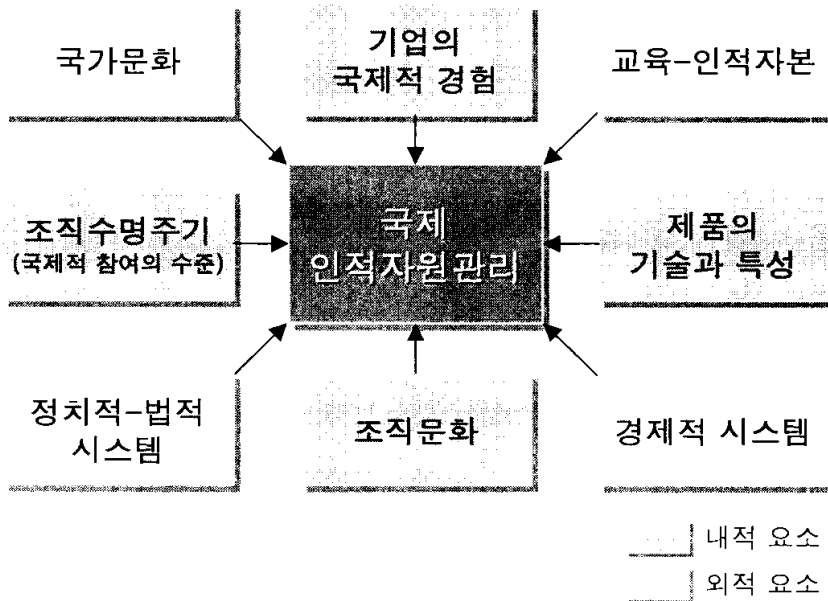 국가문화
기업의
국제적 경험
교육-인적자본
조직수명주기
(국제적 참여의 수준)
국제
인적자원관리
제품의
기술과 특성
정치적-법적
시스템
조직문화
경제적 시스템
내적 요소
외적 요소